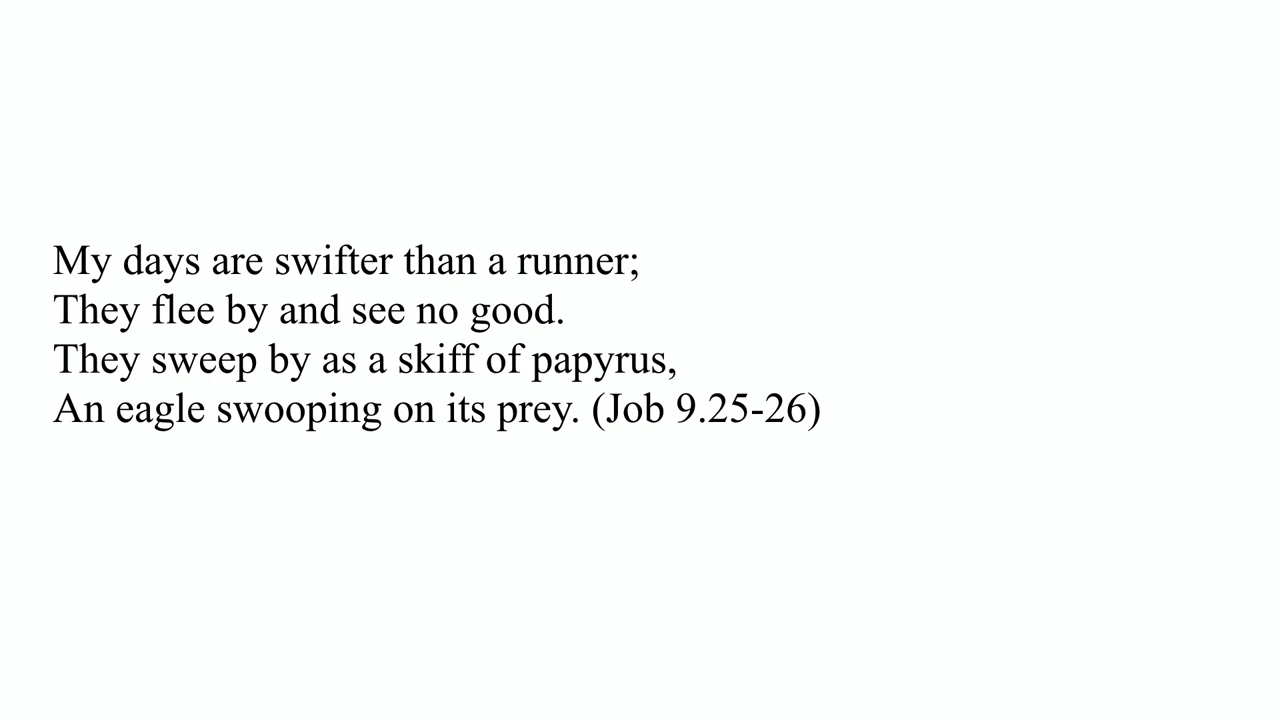 My days are swifter than a runner;
They flee by and see no good.
They sweep by as a skiff of papyrus,
An eagle swooping on its prey. (Job 9.25-26)